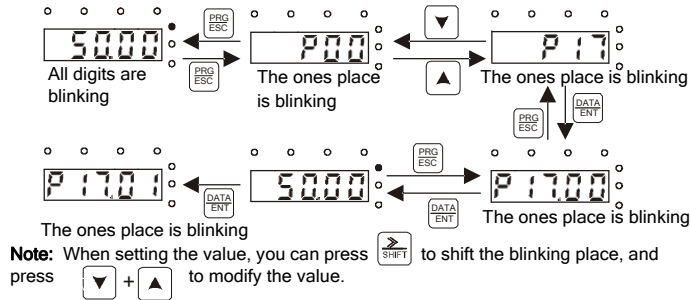 PRG
ESC
50.00
P00
P17
PRG
ESC
All digits are
blinking
The ones place
is blinking
The ones place is blinking
PRG
ESC
DATA
ENT
PRG
ESC
P17.01
50.00
P17.00
DATA
ENT
DATA
ENT
The ones place is blinking
The ones place is blinking
Note: When setting the value, you can press SHIFT to shift the blinking place, and
press + to modify the value.